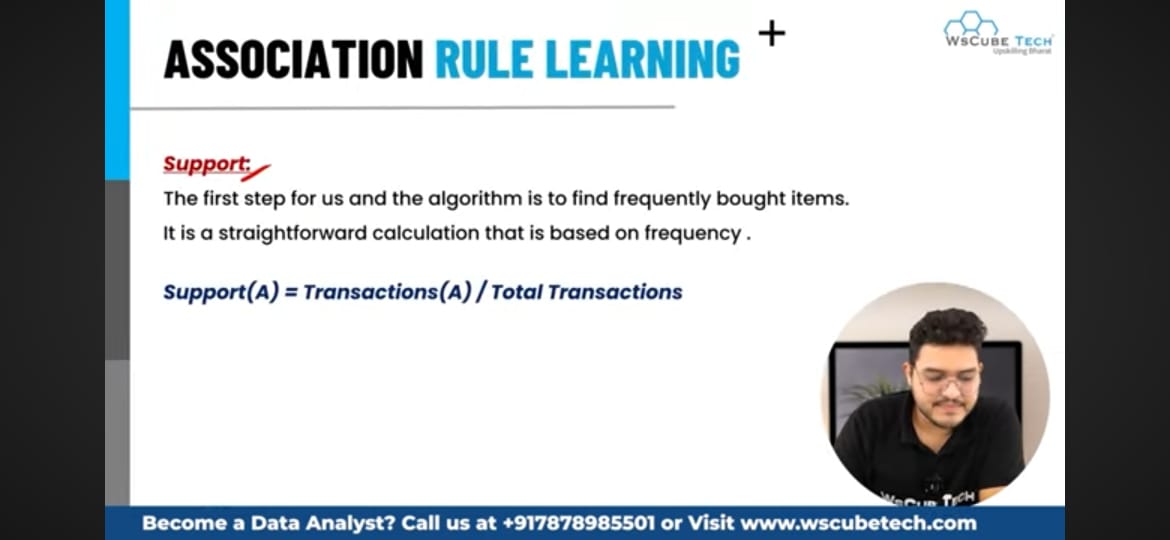 ASSOCIATION RULE LEARNING
WSCUBE TECH
Upskilling Bharat
Support:
The first step for us and the algorithm is to find frequently bought items.
It is a straightforward calculation that is based on frequency .
Support(A) = Transactions(A) / Total Transactions
WSCUBE TECH
Become a Data Analyst? Call us at +917878985501 or Visit www.wscubetech.com